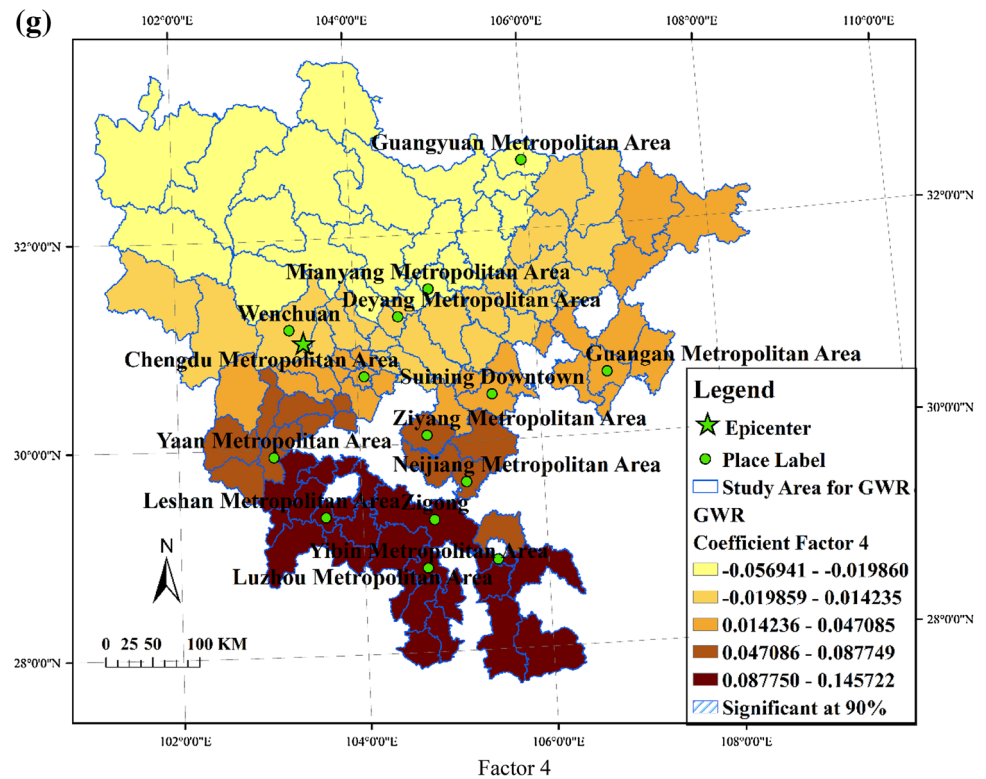 (g)
102°0'0"E 104°0'0"E 106°0'0"E 108°0'0"E 110°0'0"E
Guangyuan Metropolitan Area
32°0'0"N
32°0'0"N
Mianyang Metropolitan Area
Deyang Metropolitan Area
Wenchuan
Guangan Metropolitan Area
Chengdu Metropolitan Area
Suining Downtown
30°0'0"N
Ziyang Metropolitan Area
Yaan Metropolitan Area
30°0'0"N
Neijiang Metropolitan Area
Leshan Metropolitan Area
Zigong
Yibin Metropolitan Area
Luzhou Metropolitan Area
28°0'0"N
28°0'0"N
N
0 25 50 100 KM
Legend
Epicenter
Place Label
Study Area for GWR
GWR
Coefficient Factor 4
-0.056941 - -0.019860
-0.019859 - 0.014235
0.014236 - 0.047085
0.047086 - 0.087749
0.087750 - 0.145722
Significant at 90%
102°0'0"E 104°0'0"E 106°0'0"E 108°0'0"E
Factor 4